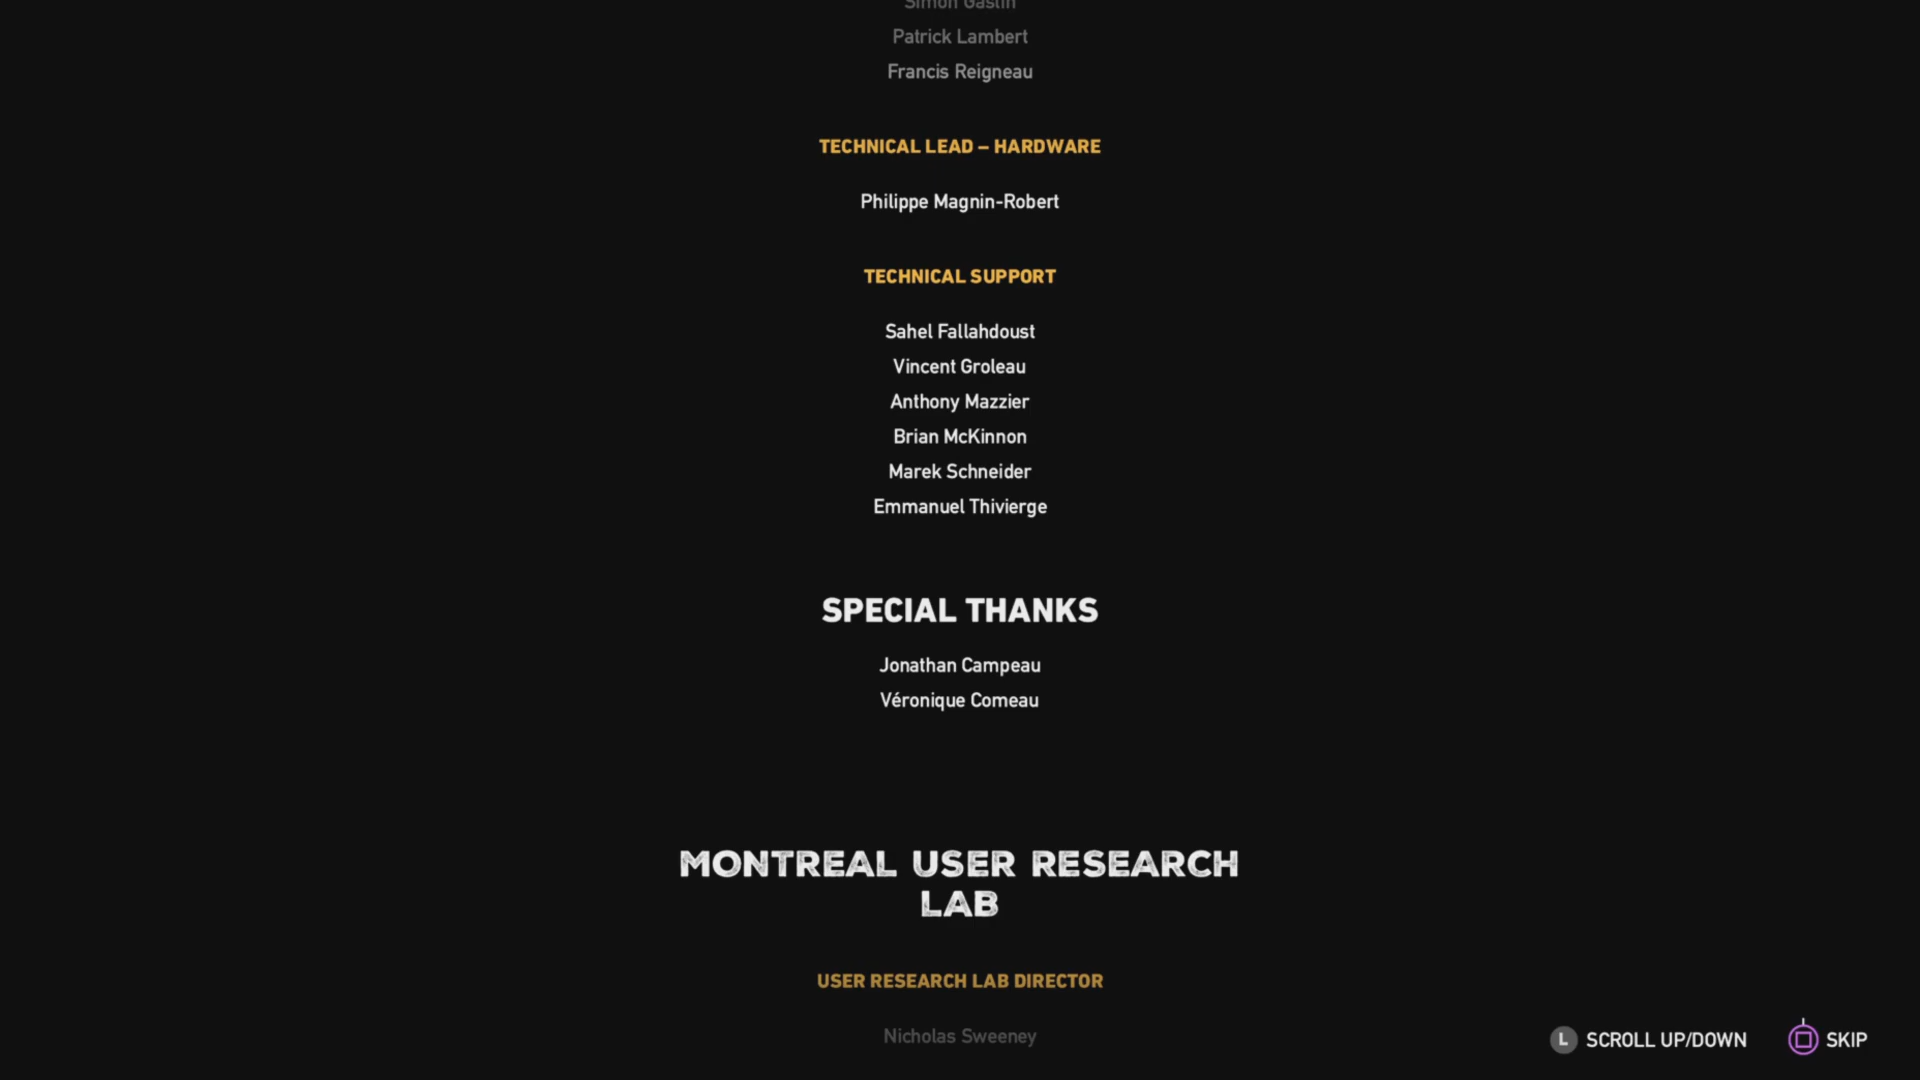 Simon Gastin
Patrick Lambert
Francis Reigneau
TECHNICAL LEAD – HARDWARE
Philippe Magnin-Robert
TECHNICAL SUPPORT
Sahel Fallahdoust
Vincent Groleau
Anthony Mazzier
Brian McKinnon
Marek Schneider
Emmanuel Thivierge
SPECIAL THANKS
Jonathan Campeau
Véronique Comeau
MONTREAL USER RESEARCH
LAB
USER RESEARCH LAB DIRECTOR
Nicholas Sweeney
L SCROLL UP/DOWN SKIP